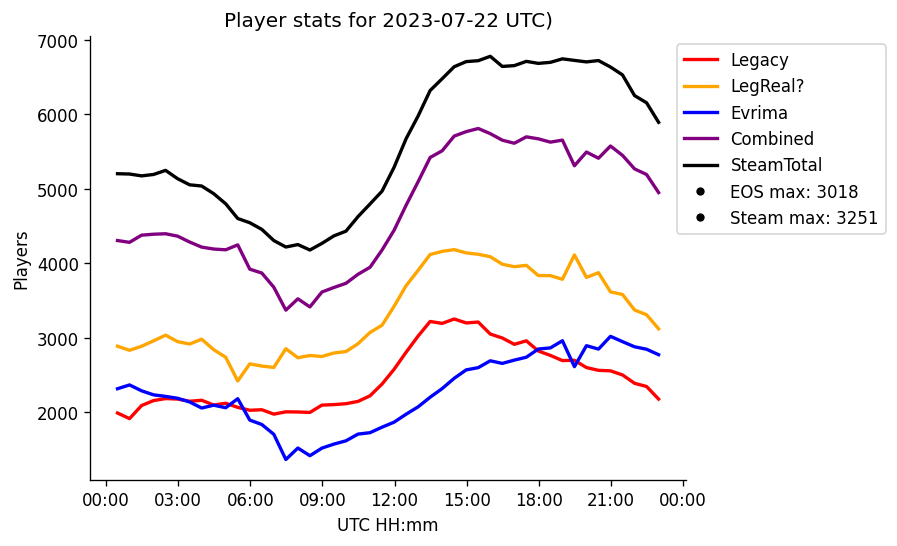 Player stats for 2023-07-22 UTC)
7000
6000
5000
4000
3000
2000
Players
00:00 03:00 06:00 09:00 12:00 15:00 18:00 21:00 00:00
UTC HH:mm
Legacy
LegReal?
Evrima
Combined
SteamTotal
EOS max: 3018
Steam max: 3251